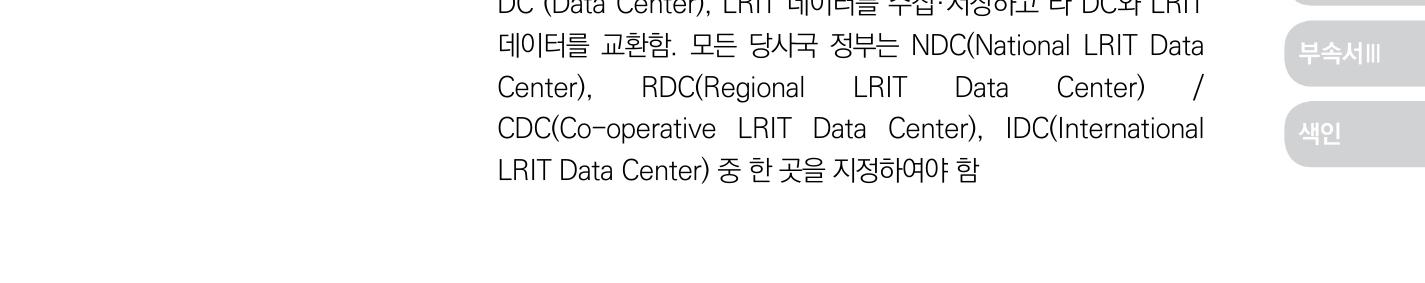 DC (Data Center), LRIT 데이터를 수집·저장하고 타 DC와 LRIT
데이터를 교환함. 모든 당사국 정부는 NDC(National LRIT Data
Center), RDC(Regional LRIT Data Center) /
CDC(Co-operative LRIT Data Center), IDC(International
LRIT Data Center) 중 한 곳을 지정하여야 함
부속서Ⅲ
색인